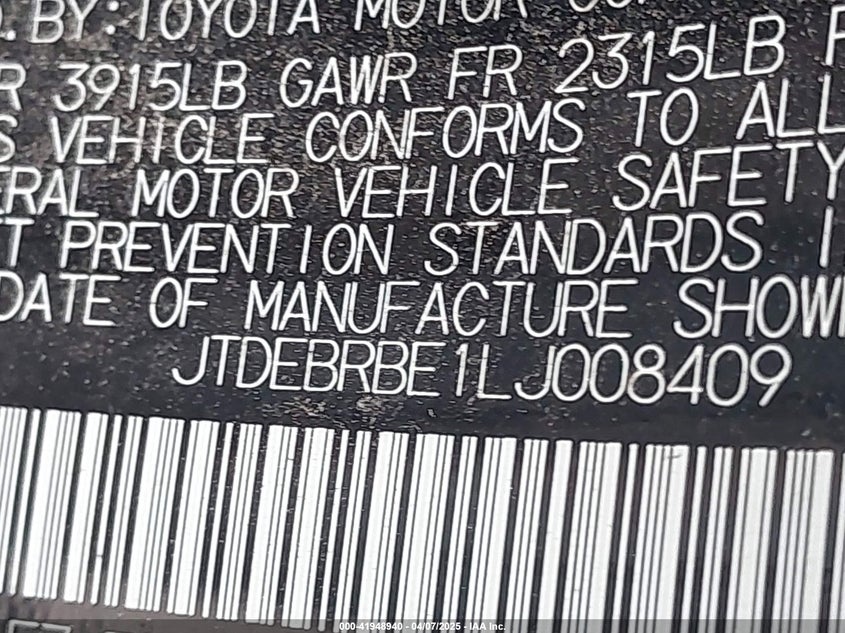 BY: TOYOTA MOTOR
R 3915LB GAWR FR 2315LB
S VEHICLE CONFORMS TO ALL
ERAL MOTOR VEHICLE SAFETY
T PREVENTION STANDARDS I
DATE OF MANUFACTURE SHOW
JTDEBRBE1LJ008409
000-41948940 - 04/07/2025 - IAA Inc.